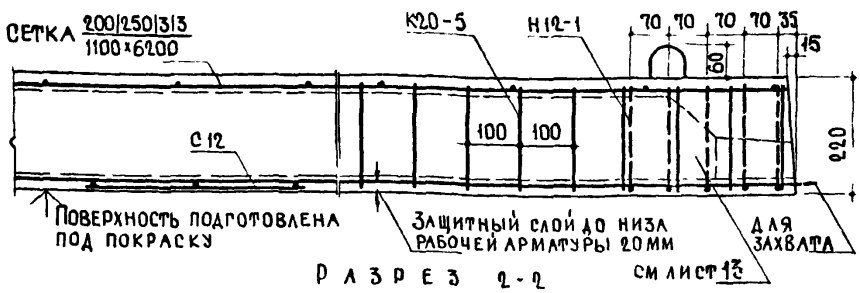 СЕТКА 200/250/3/3
1100×6200
К20-5
Н12-1
70 70 70 70 35
15
60
100 100
220
С12
ПОВЕРХНОСТЬ ПОДГОТОВЛЕНА
ПОД ПОКРАСКУ
ЗАЩИТНЫЙ СЛОЙ ДО НИЗА
РАБОЧЕЙ АРМАТУРЫ 20ММ
ДЛЯ
ЗАХВАТА
СМ ЛИСТ 13
РАЗРЕЗ 2-2